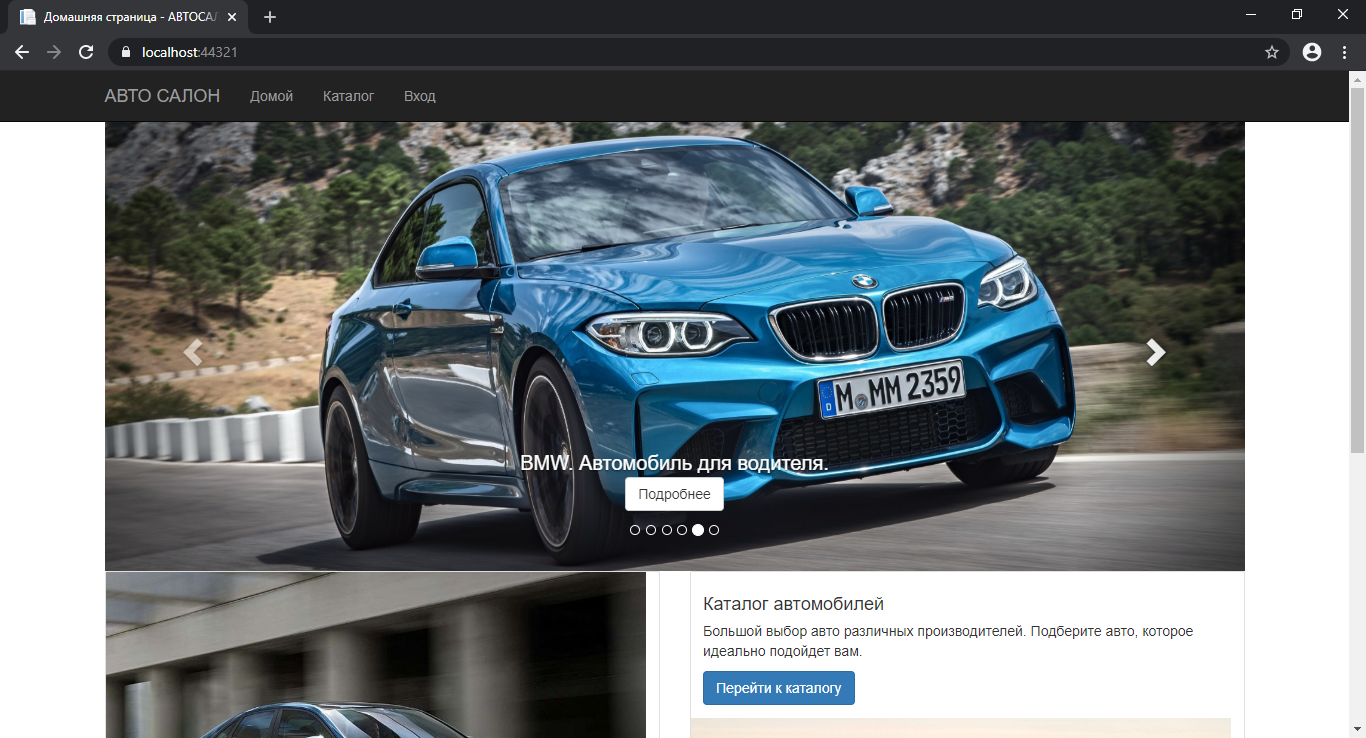 Домашняя страница - АВТОСАЛ
localhost:44321
АВТО САЛОН Домой Каталог Вход
M MM 2359
D
BMW. Автомобиль для водителя.
Подробнее
Каталог автомобилей
Большой выбор авто различных производителей. Подберите авто, которое
идеально подойдет вам.
Перейти к каталогу